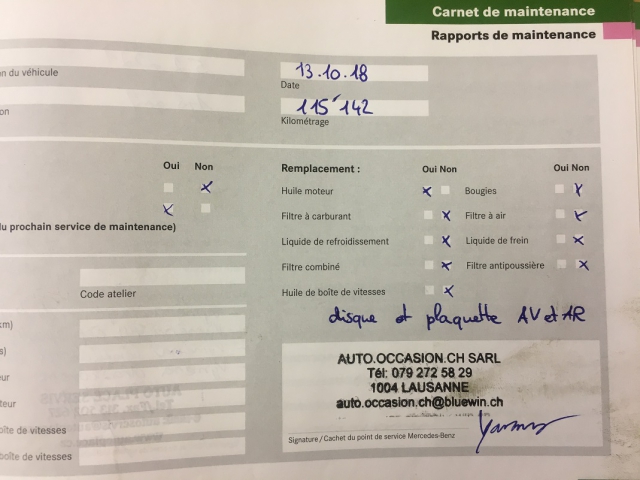 Carnet de maintenance
Rapports de maintenance
n du véhicule
13.10.18
Date
on
115'142
Kilométrage
Oui Non
Remplacement :
Oui Non
Oui Non
Huile moteur
Bougies
Filtre à carburant
Filtre à air
u prochain service de maintenance)
Liquide de refroidissement
Liquide de frein
Filtre combiné
Filtre antipoussière
Code atelier
Huile de boîte de vitesses
disque et plaquette AV et AR
km)
s)
eur
teur
oîte de vitesses
boîte de vitesses
AUTO.OCCASION.CH SARL
Tél: 079 272 58 29
1004 LAUSANNE
auto.occasion.ch@bluewin.ch
Signature / Cachet du point de service Mercedes-Benz